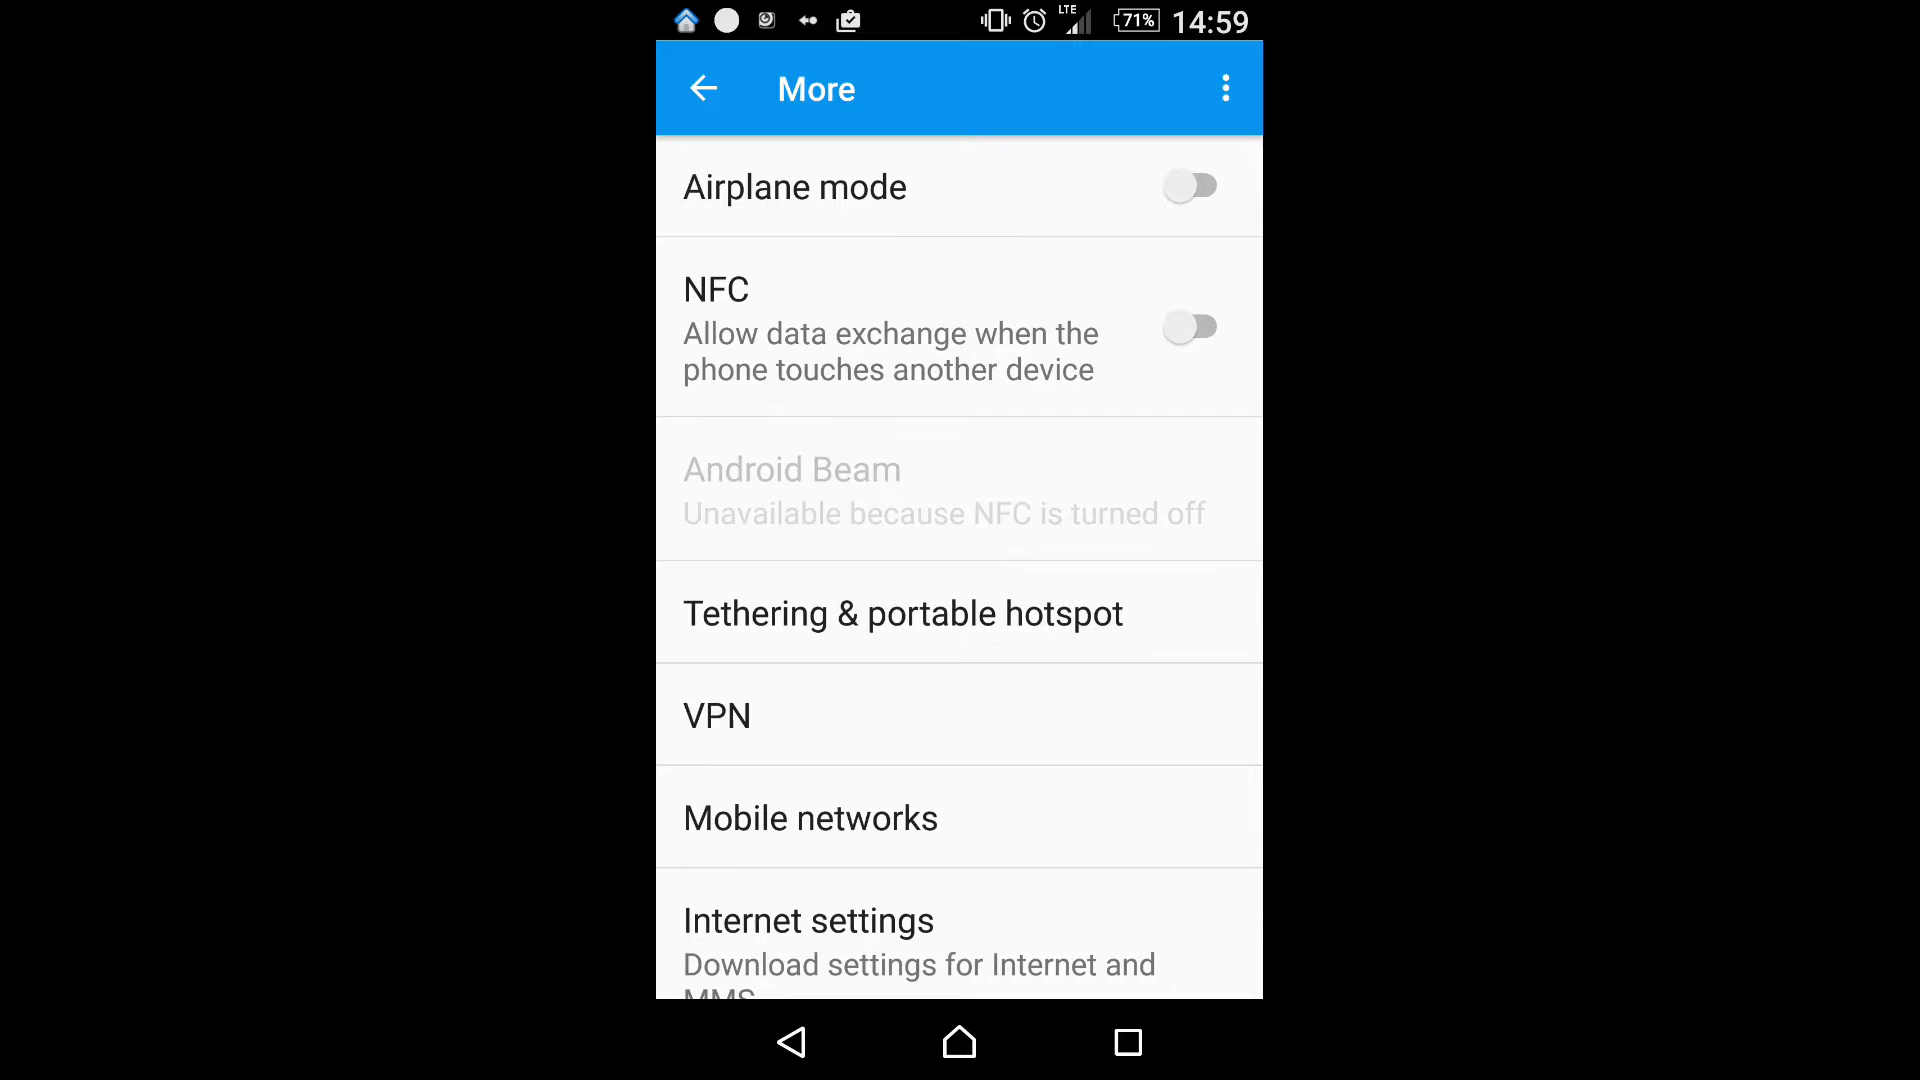 LTE 71% 14:59
More
Airplane mode
NFC
Allow data exchange when the
phone touches another device
Android Beam
Unavailable because NFC is turned off
Tethering & portable hotspot
VPN
Mobile networks
Internet settings
Download settings for Internet and
MMS